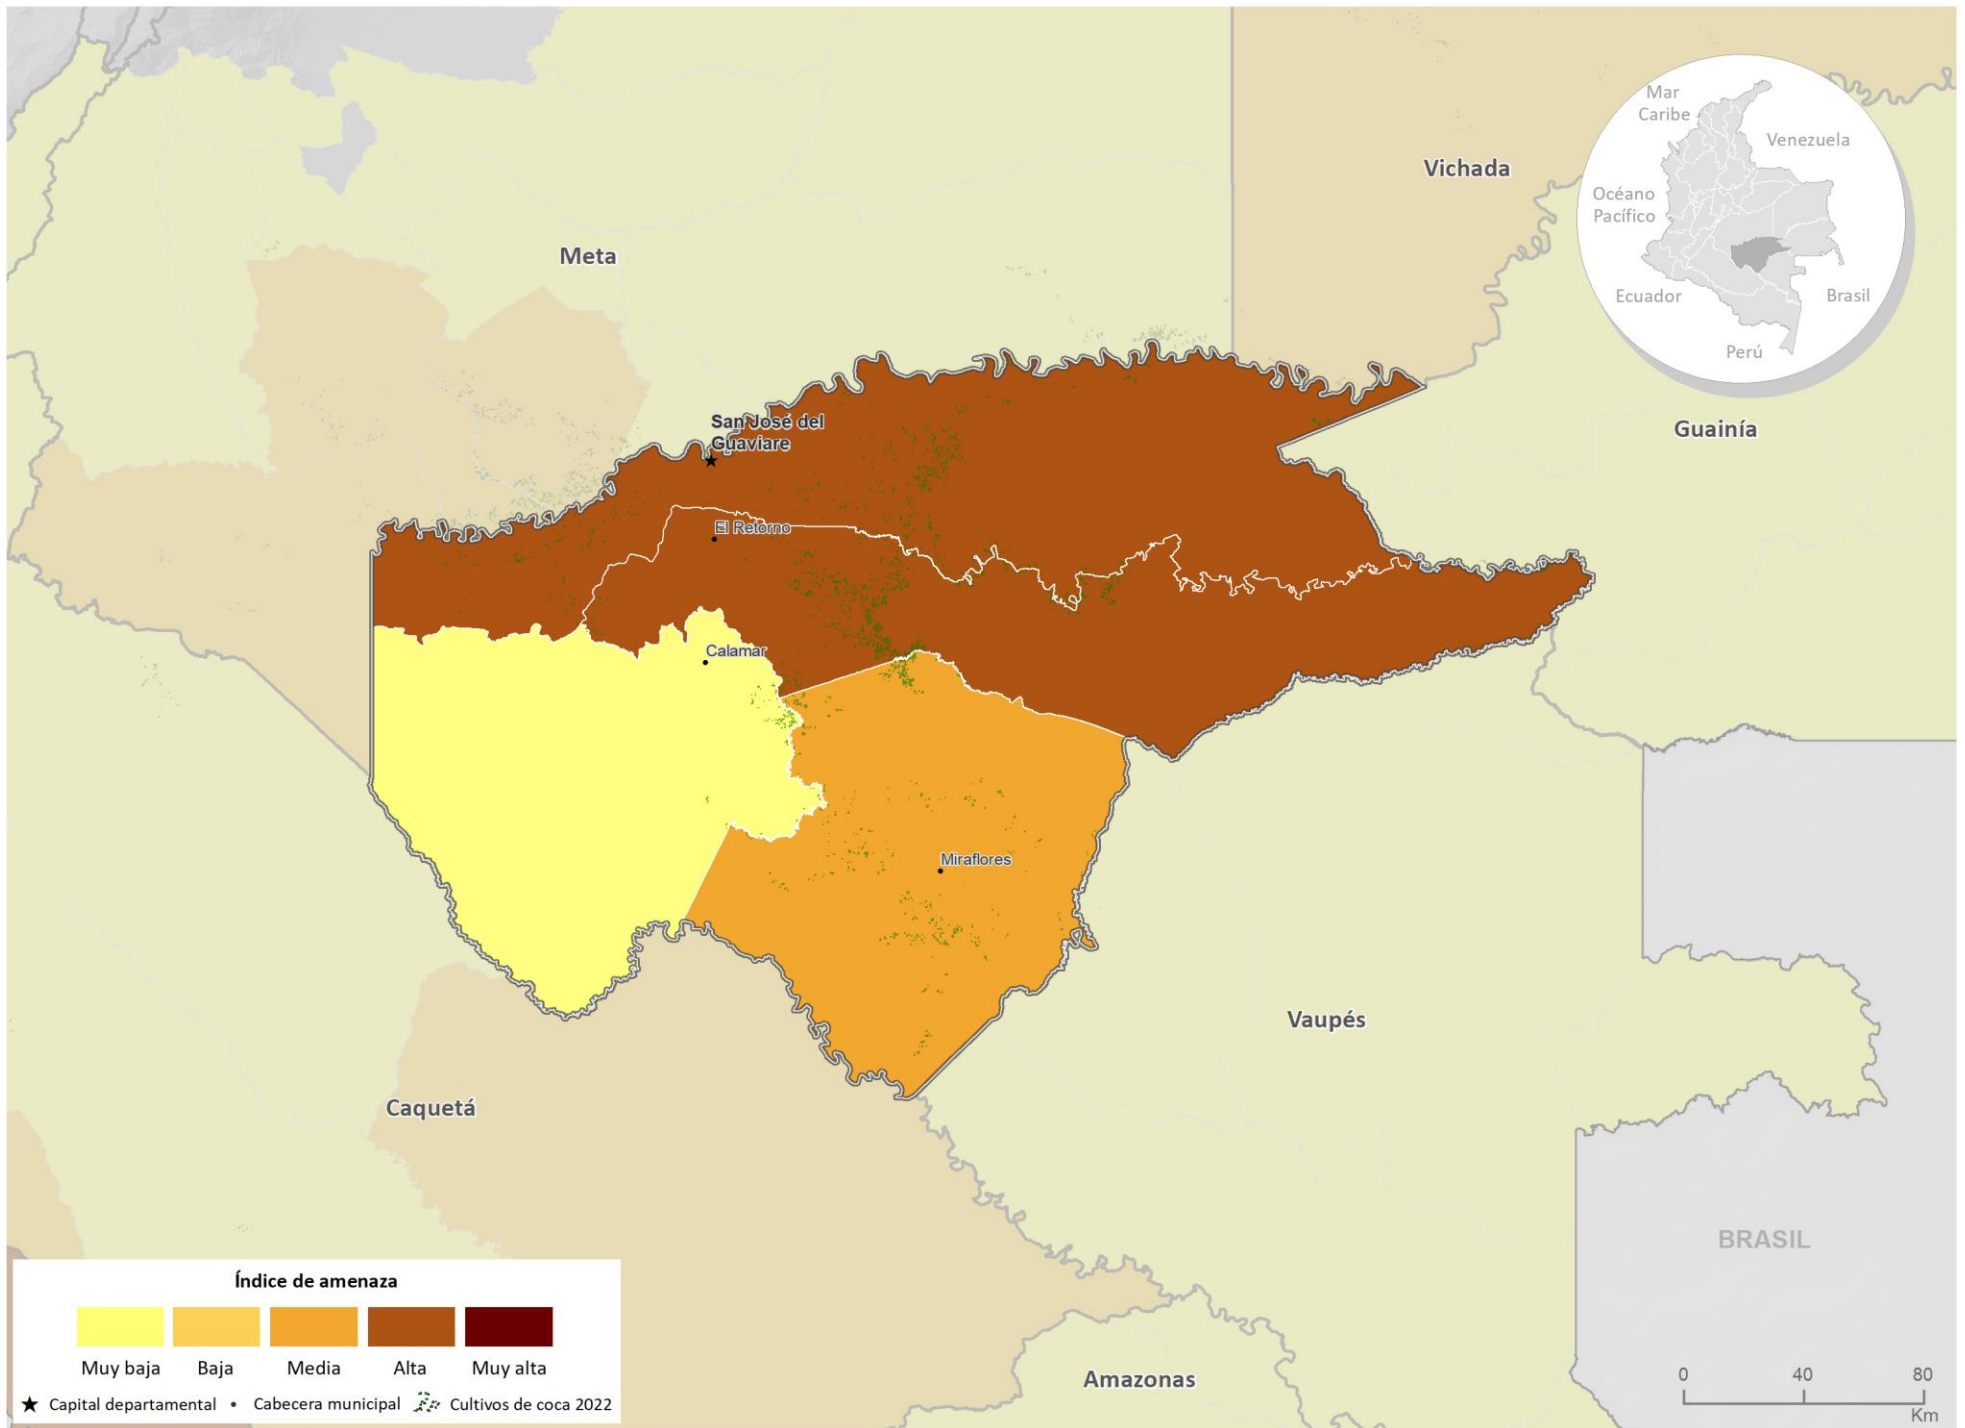 Mar
Caribe
Venezuela
Vichada
Océano
Pacífico
Meta
Ecuador
Brasil
Perú
San José del
Guaviare
Guainía
El Retorno
Calamar
Miraflores
Vaupés
Caquetá
BRASIL
Índice de amenaza
Muy baja
Baja
Media
Alta
Muy alta
Capital departamental
Cabecera municipal
Cultivos de coca 2022
Amazonas
0 40 80
Km